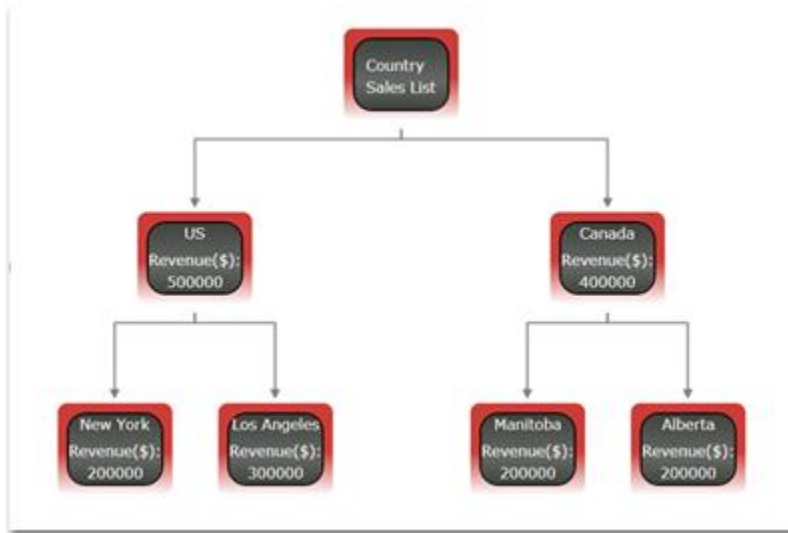 Country
Sales List
US
Revenue($):
500000
Canada
Revenue($):
400000
New York
Revenue($):
200000
Los Angeles
Revenue($):
300000
Manitoba
Revenue($):
200000
Alberta
Revenue($):
200000